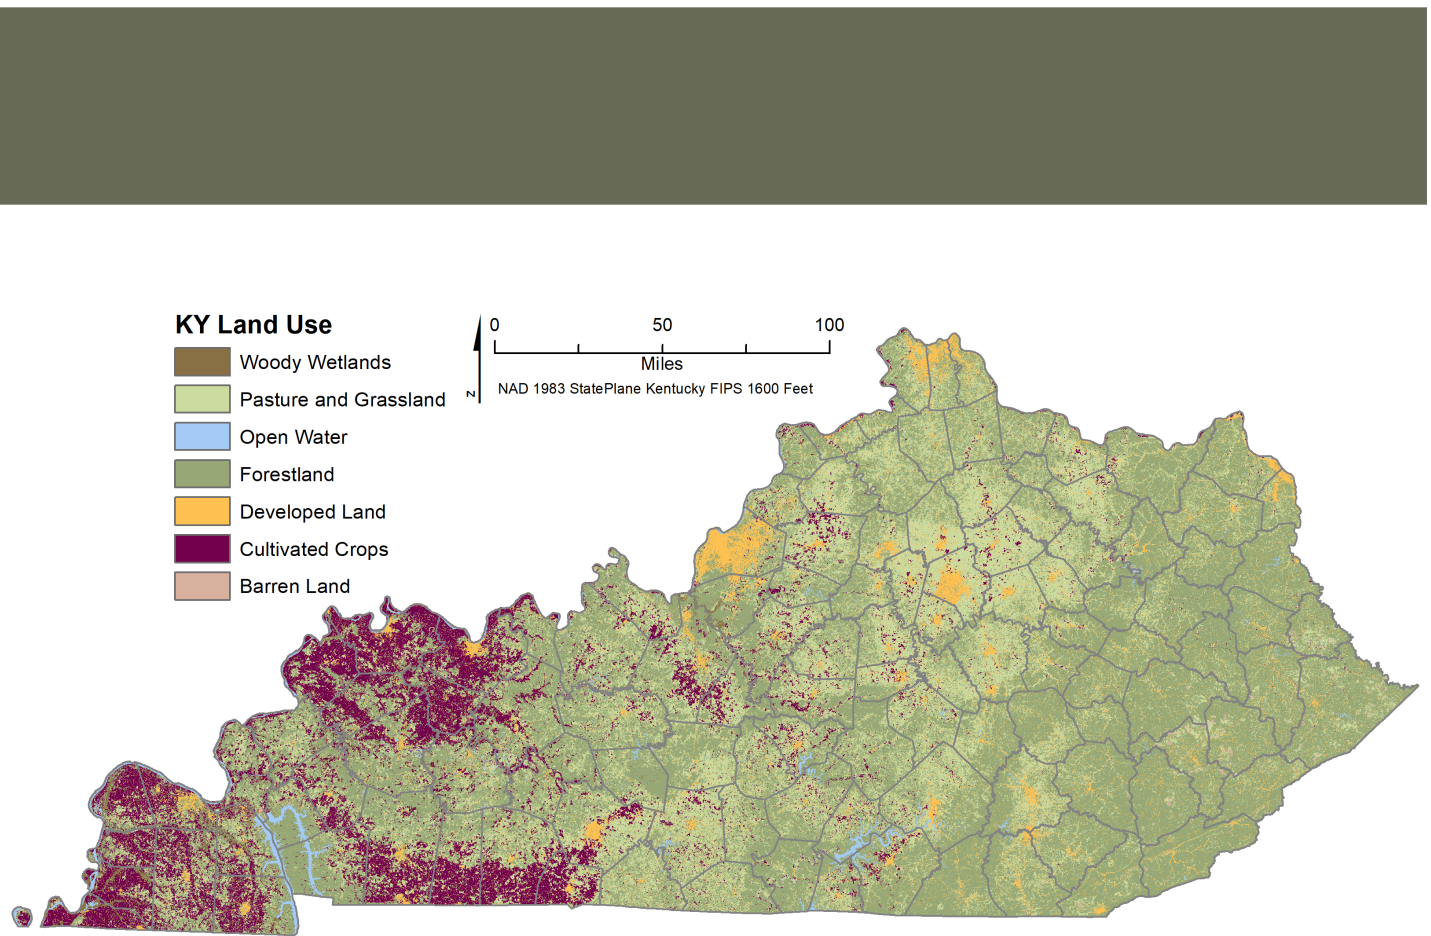 KY Land Use
Woody Wetlands
Pasture and Grassland
Open Water
Forestland
Developed Land
Cultivated Crops
Barren Land
N
0 50 100
Miles
NAD 1983 StatePlane Kentucky FIPS 1600 Feet